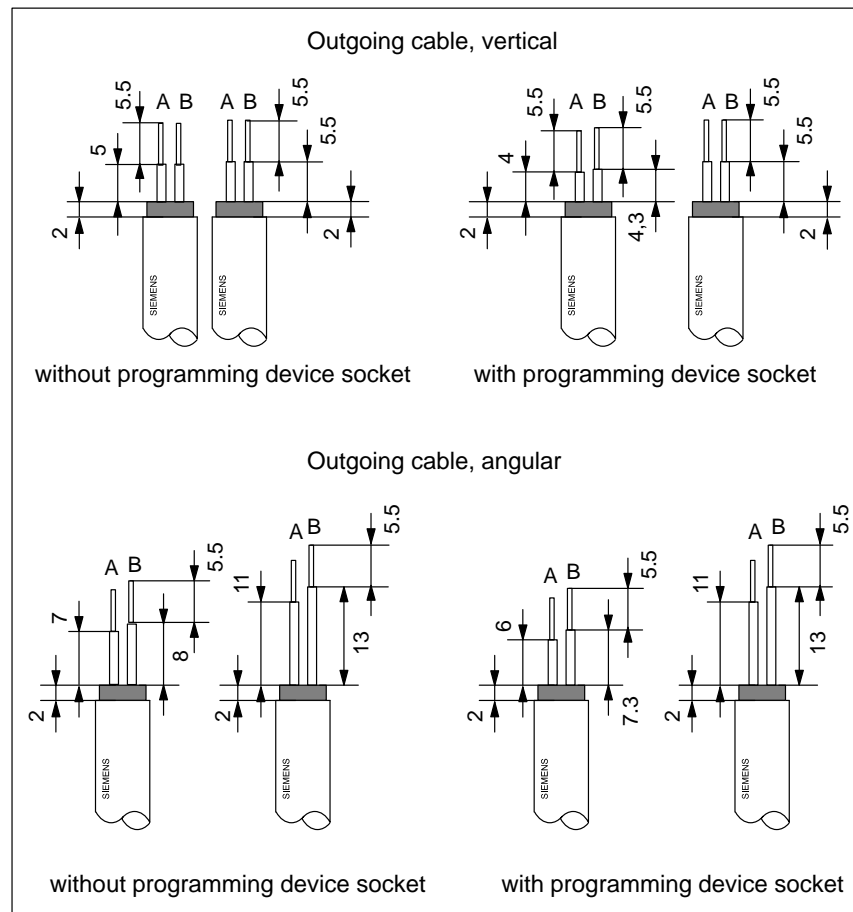 Outgoing cable, vertical
5.5 A B A B 5.5 5.5 A B 5.5 A B 5.5
5 5.5 4 5.5
2 2 2 4,3 2
SIEMENS SIEMENS SIEMENS SIEMENS
without programming device socket with programming device socket
Outgoing cable, angular
A B 5.5 A B 5.5 A B 5.5 A B 5.5
7 8 11 13 6 7.3 11 13
2 2 2 2
SIEMENS SIEMENS SIEMENS SIEMENS
without programming device socket with programming device socket